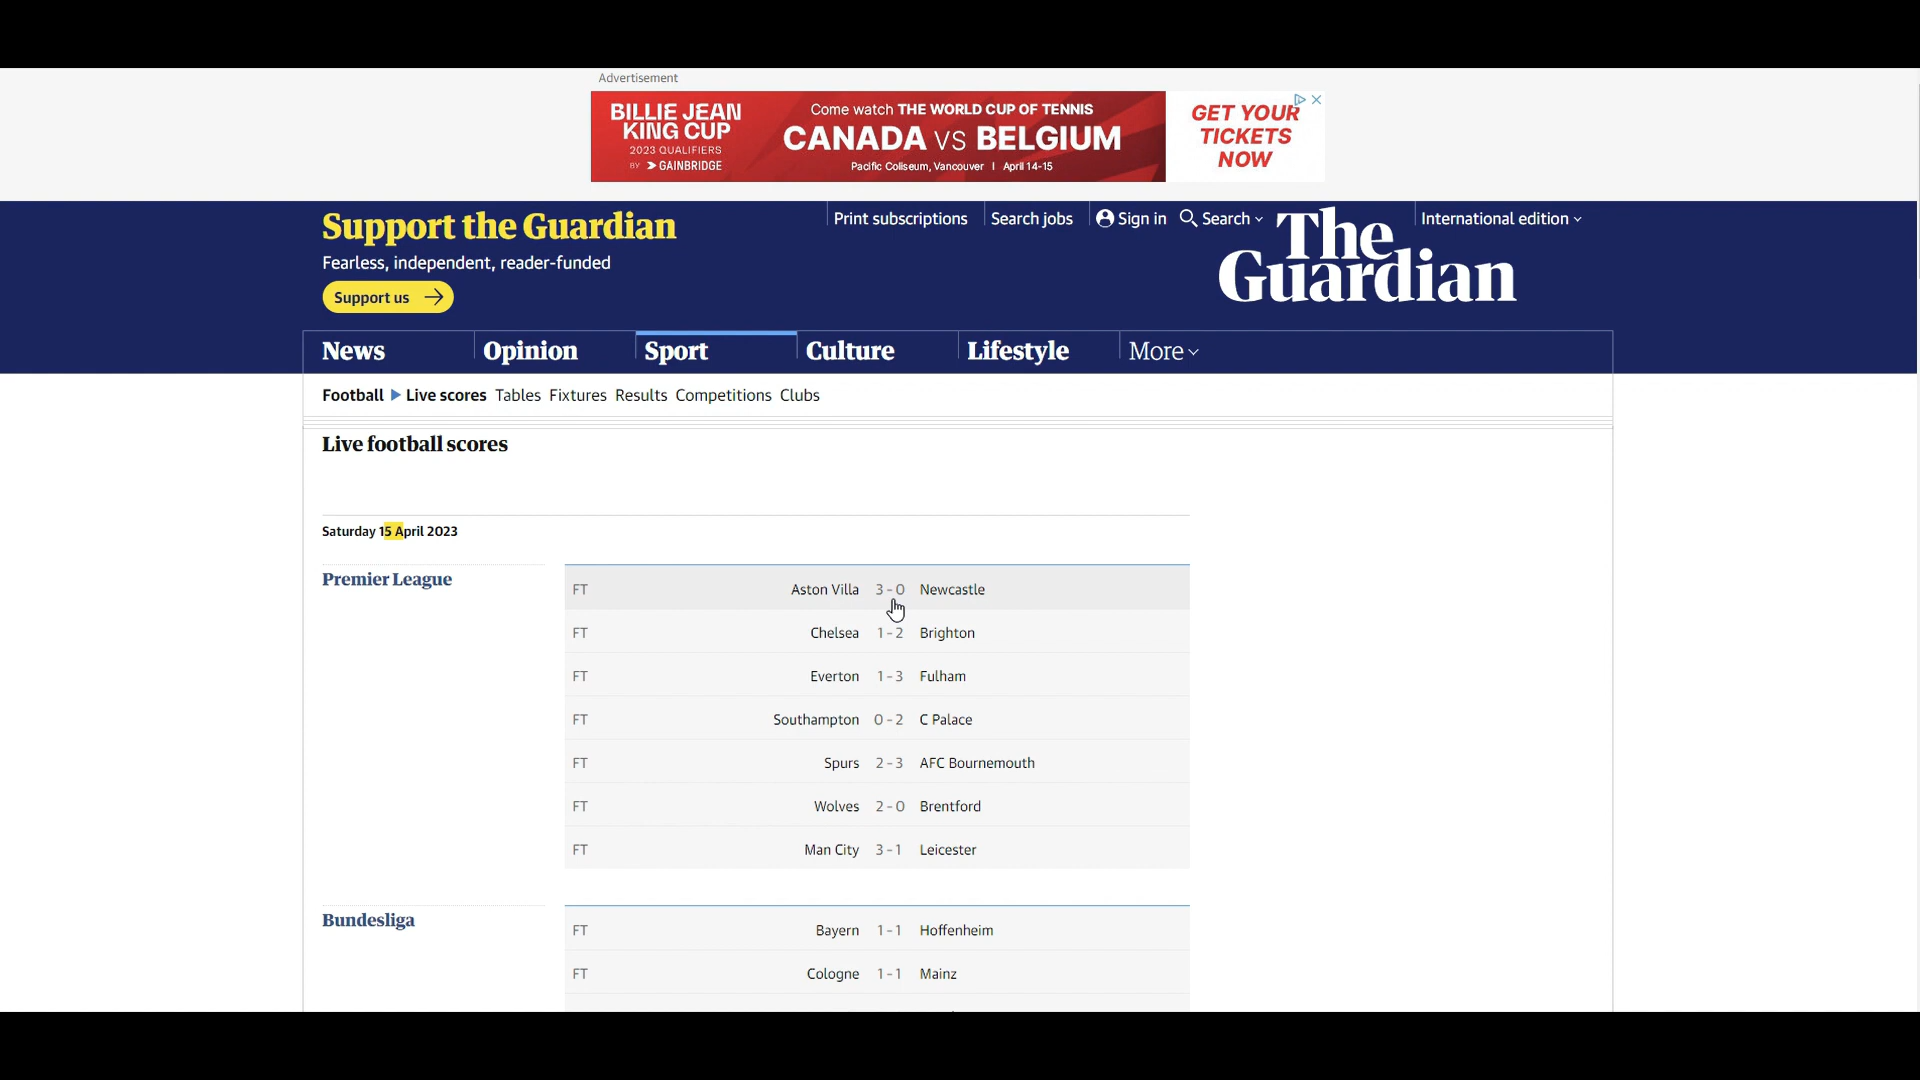 Advertisement
BILLIE JEAN
KING CUP
2023 QUALIFIERS
BY GAINBRIDGE
Come watch THE WORLD CUP OF TENNIS
CANADA VS BELGIUM
Pacific Coliseum, Vancouver | April 14-15
GET YOUR
TICKETS
NOW
Support the Guardian
Fearless, independent, reader-funded
Support us
Print subscriptions
Search jobs
Sign in
Search
The
Guardian
International edition
News Opinion Sport Culture Lifestyle More
Football Live scores Tables Fixtures Results Competitions Clubs
Live football scores
Saturday 15 April 2023
Premier League
FT Aston Villa 3-0 Newcastle
FT Chelsea 1-2 Brighton
FT Everton 1-3 Fulham
FT Southampton 0-2 C Palace
FT Spurs 2-3 AFC Bournemouth
FT Wolves 2-0 Brentford
FT Man City 3-1 Leicester
Bundesliga
FT Bayern 1-1 Hoffenheim
FT Cologne 1-1 Mainz